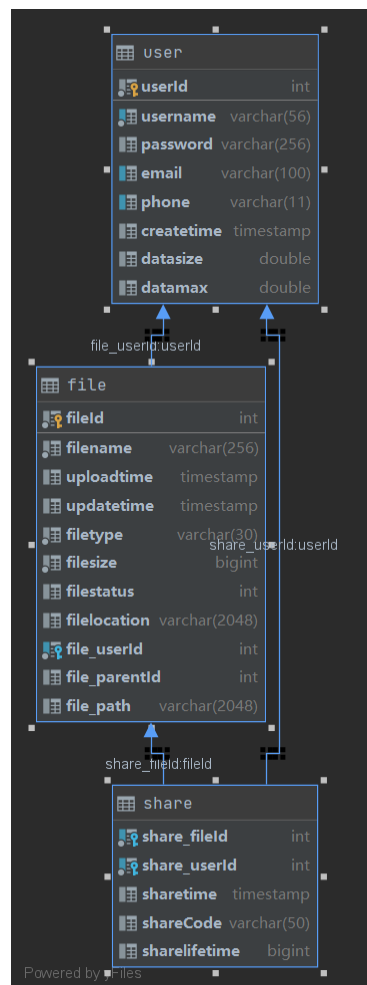 user
userId int
username varchar(56)
password varchar(256)
email varchar(100)
phone varchar(11)
createtime timestamp
datasize double
datamax double
file_userId:userId
file
fileId int
filename varchar(256)
uploadtime timestamp
updatetime timestamp
filetype varchar(30)
share_userId:userId
filesize bigint
filestatus int
filelocation varchar(2048)
file_userId int
file_parentId int
file_path varchar(2048)
share_fileId:fileId
share
share_fileId int
share_userId int
sharetime timestamp
shareCode varchar(50)
sharelifetime bigint
Powered by yFiles